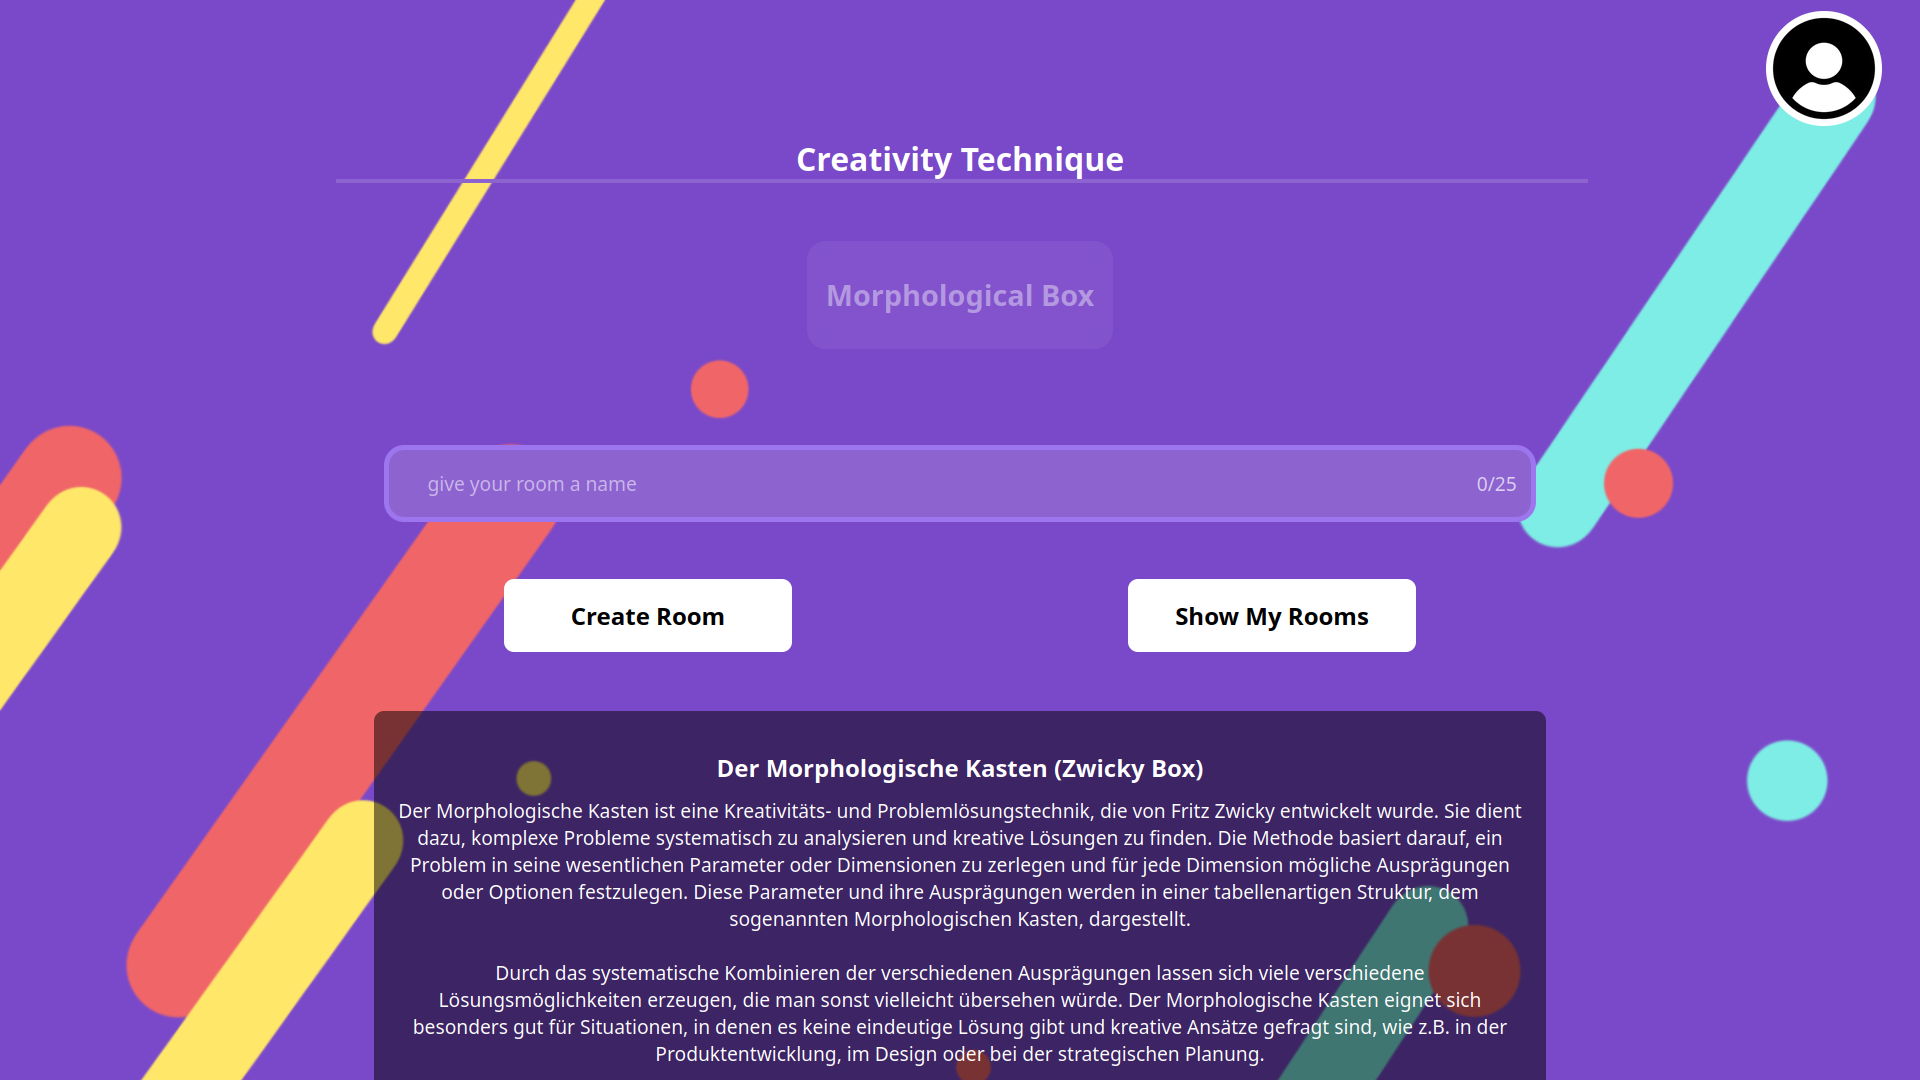 Creativity Technique
Morphological Box
give your room a name
0/25
Create Room
Show My Rooms
Der Morphologische Kasten (Zwicky Box)
Der Morphologische Kasten ist eine Kreativitäts- und Problemlösungstechnik, die von Fritz Zwicky entwickelt wurde. Sie dient
dazu, komplexe Probleme systematisch zu analysieren und kreative Lösungen zu finden. Die Methode basiert darauf, ein
Problem in seine wesentlichen Parameter oder Dimensionen zu zerlegen und für jede Dimension mögliche Ausprägungen
oder Optionen festzulegen. Diese Parameter und ihre Ausprägungen werden in einer tabellenartigen Struktur, dem
sogenannten Morphologischen Kasten, dargestellt.
Durch das systematische Kombinieren der verschiedenen Ausprägungen lassen sich viele verschiedene
Lösungsmöglichkeiten erzeugen, die man sonst vielleicht übersehen würde. Der Morphologische Kasten eignet sich
besonders gut für Situationen, in denen es keine eindeutige Lösung gibt und kreative Ansätze gefragt sind, wie z.B. in der
Produktentwicklung, im Design oder bei der strategischen Planung.